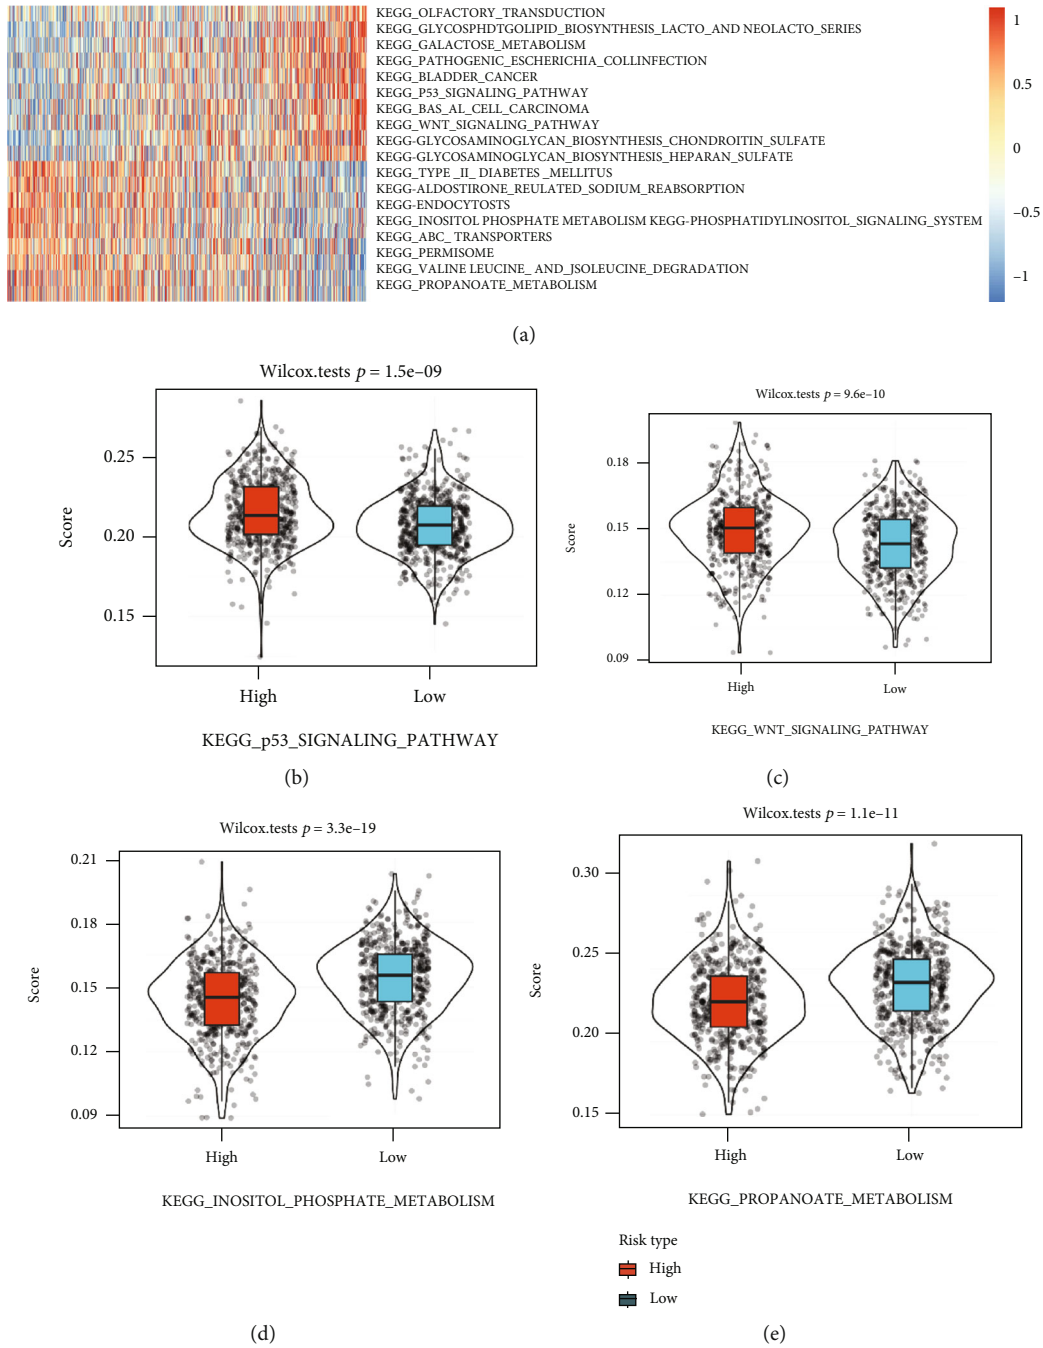 KEGG_OLFACTORY_TRANSDUCTION
KEGG_GLYCOSPHDTGOLIPID_BIOSYNTHESIS_LACTO_AND NEOLACTO_SERIES
KEGG_GALACTOSE_METABOLISM
KEGG_PATHOGENIC_ESCHERICHIA_COLLINFECTION
KEGG_BLADDER_CANCER
KEGG_P53_SIGNALING_PATHWAY
KEGG_BAS_AL_CELL_CARCINOMA
KEGG_WNT_SIGNALING_PATHWAY
KEGG-GLYCOSAMINOGLYCAN_BIOSYNTHESIS_CHONDROITIN_SULFATE
KEGG-GLYCOSAMINOGLYCAN_BIOSYNTHESIS_HEPARAN_SULFATE
KEGG_TYPE _II_ DIABETES _MELLITUS
KEGG-ALDOSTIRONE_REULATED_SODIUM_REABSORPTION
KEGG-ENDOCYTOSTS
KEGG_INOSITOL PHOSPHATE METABOLISM KEGG-PHOSPHATIDYLINOSITOL_SIGNALING_SYSTEM
KEGG_ABC_ TRANSPORTERS
KEGG_PERMISOME
KEGG_VALINE LEUCINE_ AND_JSOLEUCINE_DEGRADATION
KEGG_PROPANOATE_METABOLISM
1
0.5
0
−0.5
−1
(a)
Wilcox.tests p = 1.5e−09
0.25
0.20
0.15
Score
High
Low
KEGG_p53_SIGNALING_PATHWAY
(b)
Wilcox.tests p = 9.6e−10
0.18
0.15
0.12
0.09
Score
High
Low
KEGG_WNT_SIGNALING_PATHWAY
(c)
Wilcox.tests p = 3.3e−19
0.21
0.18
0.15
0.12
0.09
Score
High
Low
KEGG_INOSITOL_PHOSPHATE_METABOLISM
(d)
Wilcox.tests p = 1.1e−11
0.30
0.25
0.20
0.15
Score
High
Low
KEGG_PROPANOATE_METABOLISM
Risk type
High
Low
(e)